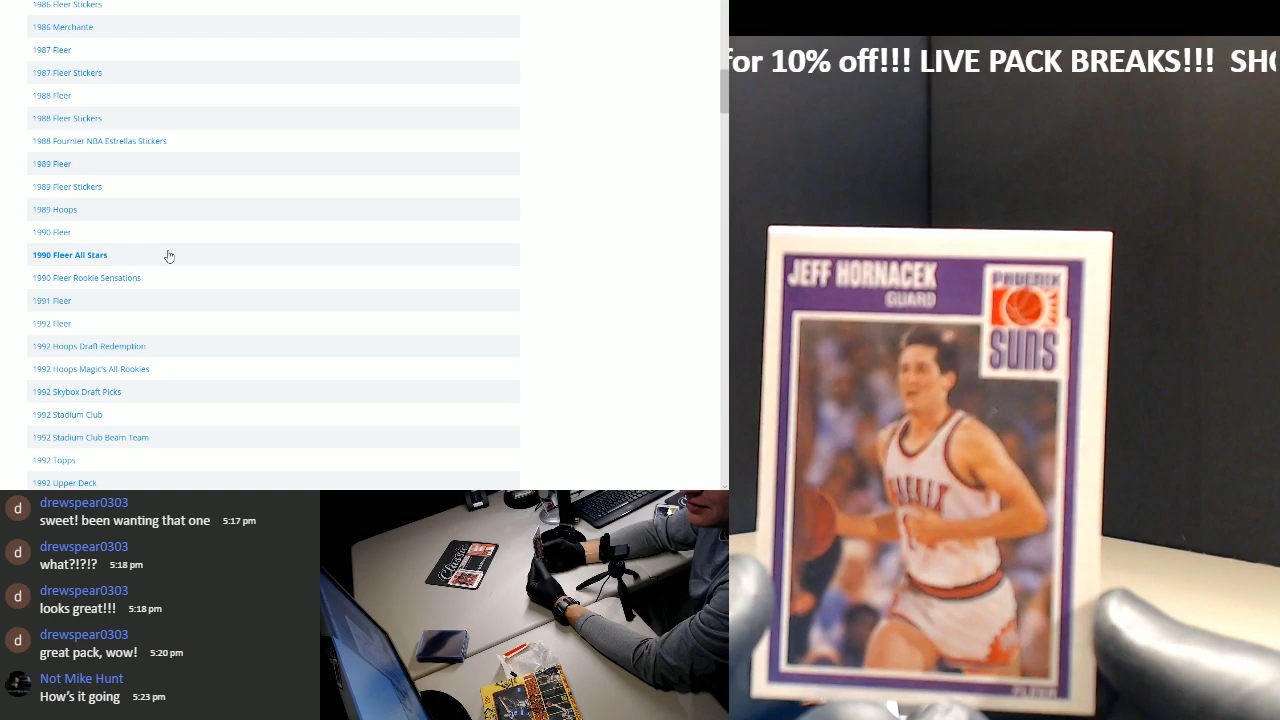 1986 Fleer Stickers
1986 Merchante
1987 Fleer
1987 Fleer Stickers
1988 Fleer
1988 Fleer Stickers
1988 Fournier NBA Estrellas Stickers
1989 Fleer
1989 Fleer Stickers
1989 Hoops
1990 Fleer
1990 Fleer All Stars
1990 Fleer Rookie Sensations
1991 Fleer
1992 Fleer
1992 Hoops Draft Redemption
1992 Hoops Magic's All-Rookies
1992 Skybox Draft Picks
1992 Stadium Club
1992 Stadium Club Beam Team
1992 Topps
1992 Upper Deck
for 10% off!!! LIVE PACK BREAKS!!! SHO
JEFF HORNACEK
GUARD
PHOENIX
SUNS
FLEER
d drewspear0303
sweet! been wanting that one 5:17 pm
d drewspear0303
what?!?!? 5:18 pm
d drewspear0303
looks great!!! 5:18 pm
d drewspear0303
great pack, wow! 5:20 pm
Not Mike Hunt
How's it going 5:23 pm